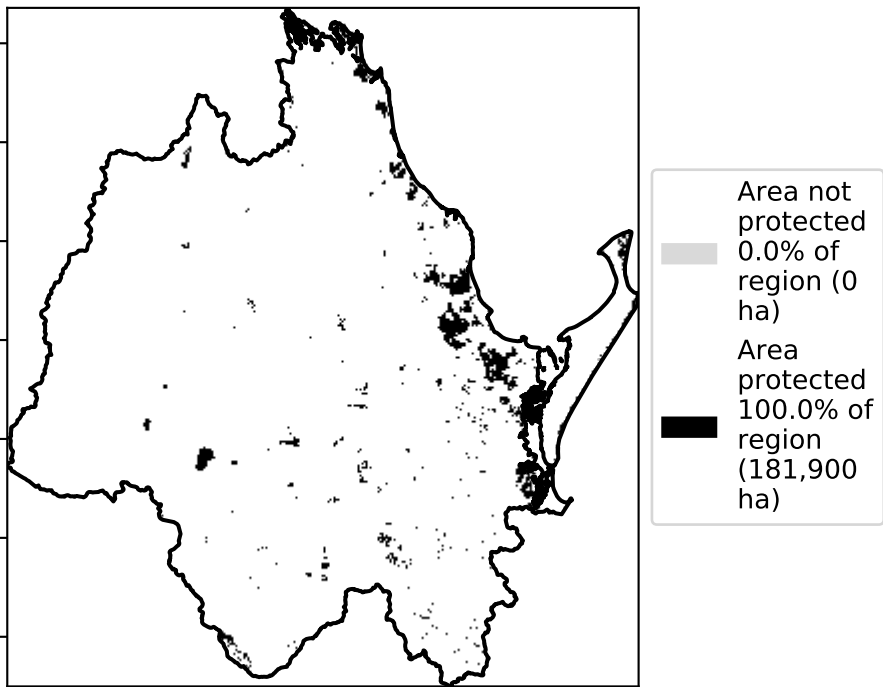 Area not
protected
0.0% of
region (0
ha)
Area
protected
100.0% of
region
(181,900
ha)